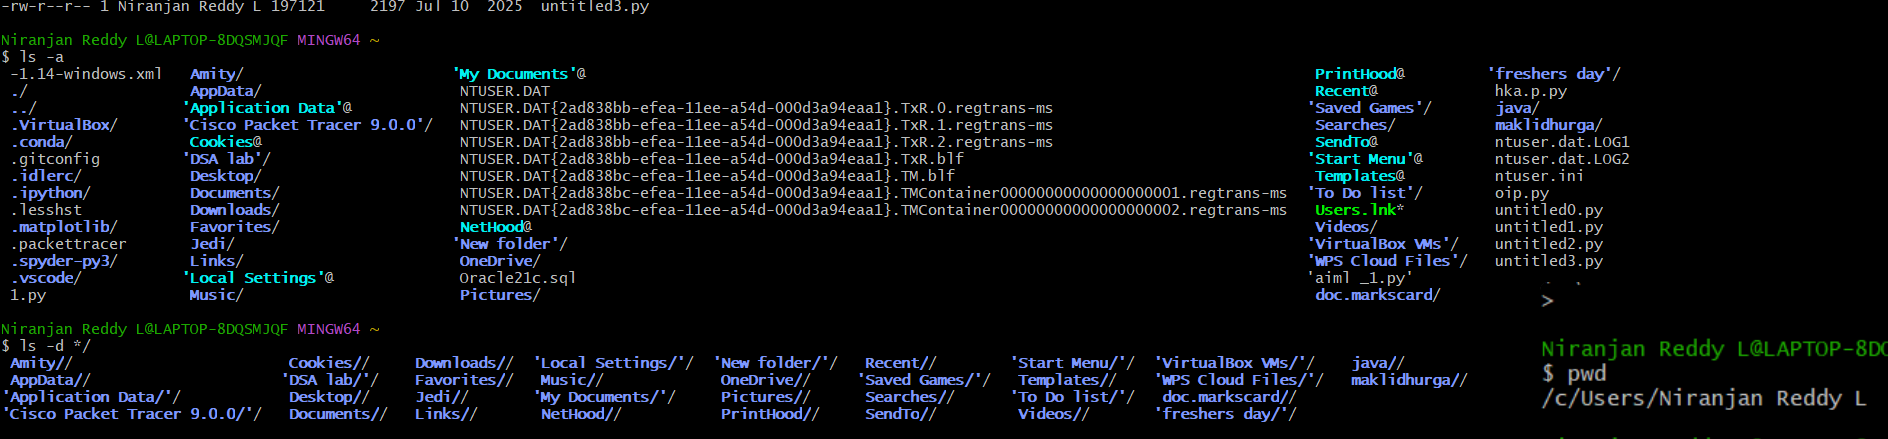 -rw-r--r-- 1 Niranjan Reddy L 197121     2197 Jul 10  2025  untitled3.py
Niranjan Reddy L@LAPTOP-8DQSMJQF MINGW64 ~
$ ls -a
-1.14-windows.xml   Amity/   'My Documents'@   PrintHood@   'freshers day'/
./   AppData/   NTUSER.DAT   Recent@   hka.p.py
../   'Application Data'@   NTUSER.DAT{2ad838bb-efea-11ee-a54d-000d3a94eaa1}.TxR.0.regtrans-ms   'Saved Games'/   java/
.VirtualBox/   'Cisco Packet Tracer 9.0.0'/   NTUSER.DAT{2ad838bb-efea-11ee-a54d-000d3a94eaa1}.TxR.1.regtrans-ms   Searches/   maklidhurga/
.conda/   Cookies@   NTUSER.DAT{2ad838bb-efea-11ee-a54d-000d3a94eaa1}.TxR.2.regtrans-ms   SendTo@   ntuser.dat.LOG1
.gitconfig   'DSA lab'/   NTUSER.DAT{2ad838bb-efea-11ee-a54d-000d3a94eaa1}.TxR.blf   'Start Menu'@   ntuser.dat.LOG2
.idlerc/   Desktop/   NTUSER.DAT{2ad838bc-efea-11ee-a54d-000d3a94eaa1}.TM.blf   Templates@   ntuser.ini
.ipython/   Documents/   NTUSER.DAT{2ad838bc-efea-11ee-a54d-000d3a94eaa1}.TMContainer00000000000000000001.regtrans-ms   'To Do list'/   oip.py
.lesshst   Downloads/   NTUSER.DAT{2ad838bc-efea-11ee-a54d-000d3a94eaa1}.TMContainer00000000000000000002.regtrans-ms   Users.lnk*   untitled0.py
.matplotlib/   Favorites/   NetHood@   Videos/   untitled1.py
.packettracer   Jedi/   'New folder'/   'VirtualBox VMs'/   untitled2.py
.spyder-py3/   Links/   OneDrive/   'WPS Cloud Files'/   untitled3.py
.vscode/   'Local Settings'@   Oracle21c.sql   'aiml _1.py'
1.py   Music/   Pictures/   doc.markscard/
Niranjan Reddy L@LAPTOP-8DQSMJQF MINGW64 ~
$ ls -d */
Amity//   Cookies//   Downloads//   'Local Settings/'/   'New folder/'/   Recent//   'Start Menu/'/   'VirtualBox VMs/'/   java//
AppData//   'DSA lab/'/   Favorites//   Music//   OneDrive//   'Saved Games/'/   Templates//   'WPS Cloud Files/'/   maklidhurga//
'Application Data/'/   Desktop//   Jedi//   'My Documents/'/   Pictures//   Searches//   'To Do list/'/   doc.markscard//
'Cisco Packet Tracer 9.0.0/'/   Documents//   Links//   NetHood//   PrintHood//   SendTo//   Videos//   'freshers day/'/
>
Niranjan Reddy L@LAPTOP-8DQ
$ pwd
/c/Users/Niranjan Reddy L